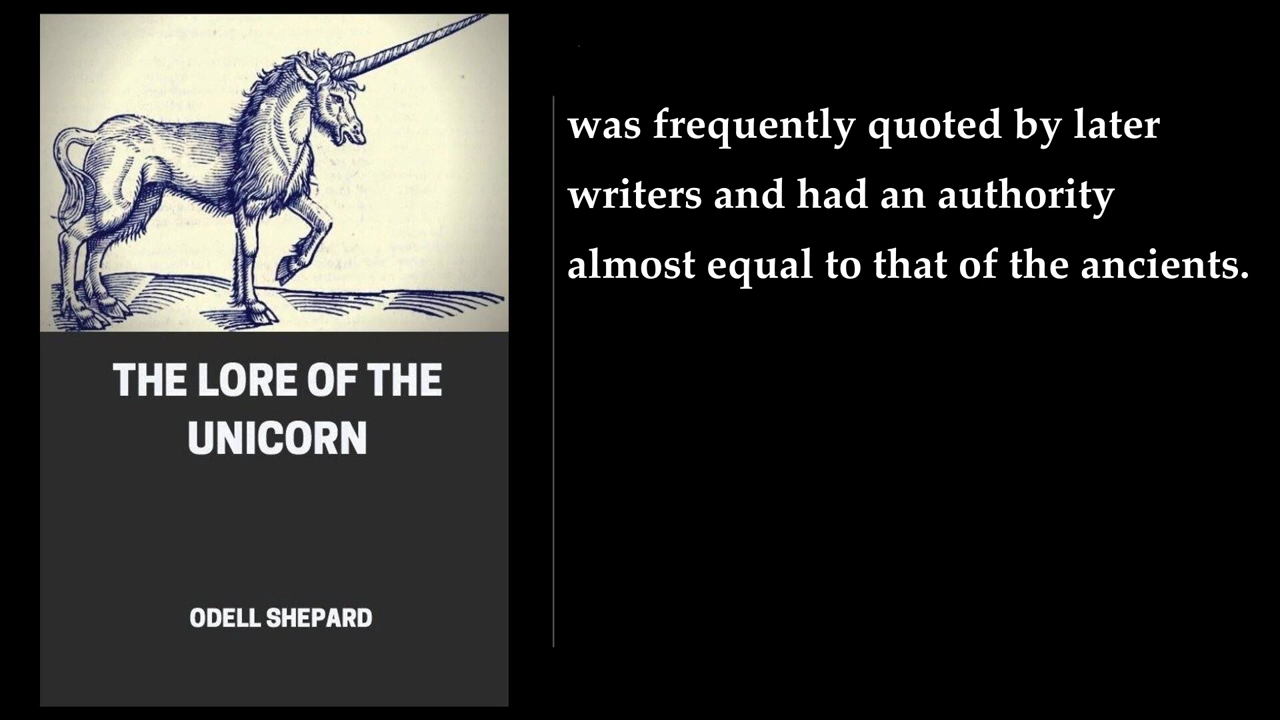 THE LORE OF THE
UNICORN
ODELL SHEPARD
was frequently quoted by later
writers and had an authority
almost equal to that of the ancients.